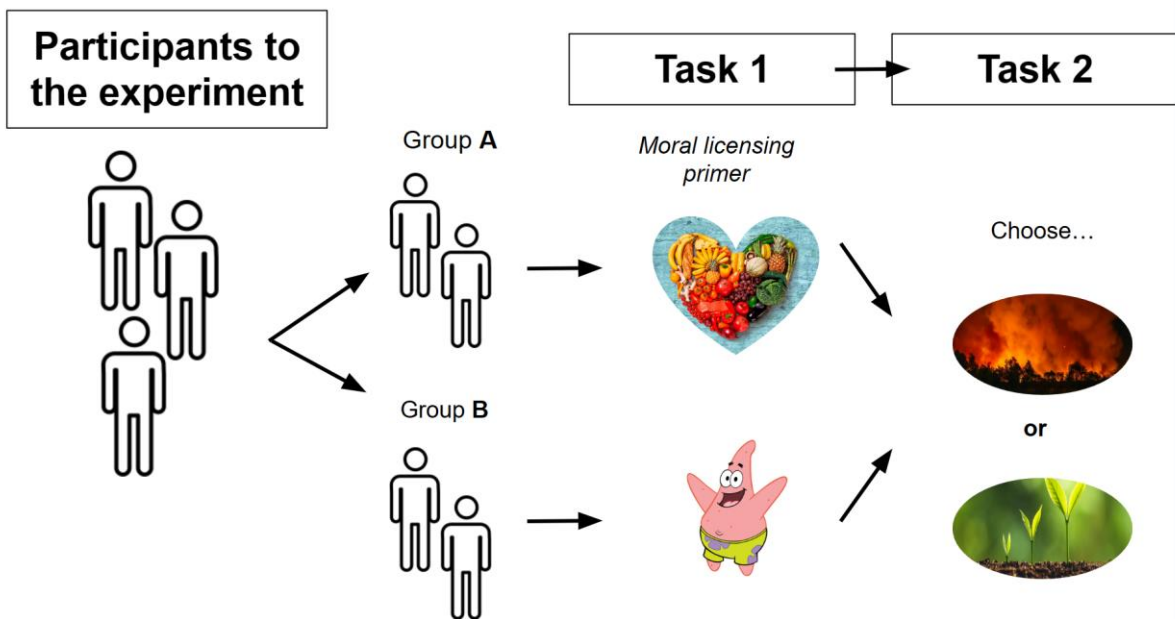 Participants to
the experiment
Task 1
Task 2
Group A
Moral licensing
primer
Choose…
or
Group B